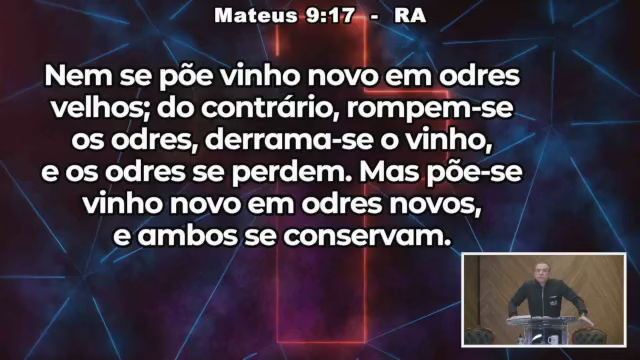 Mateus 9:17 - RA
Nem se põe vinho novo em odres
velhos; do contrário, rompem-se
os odres, derrama-se o vinho,
e os odres se perdem. Mas põe-se
vinho novo em odres novos,
e ambos se conservam.